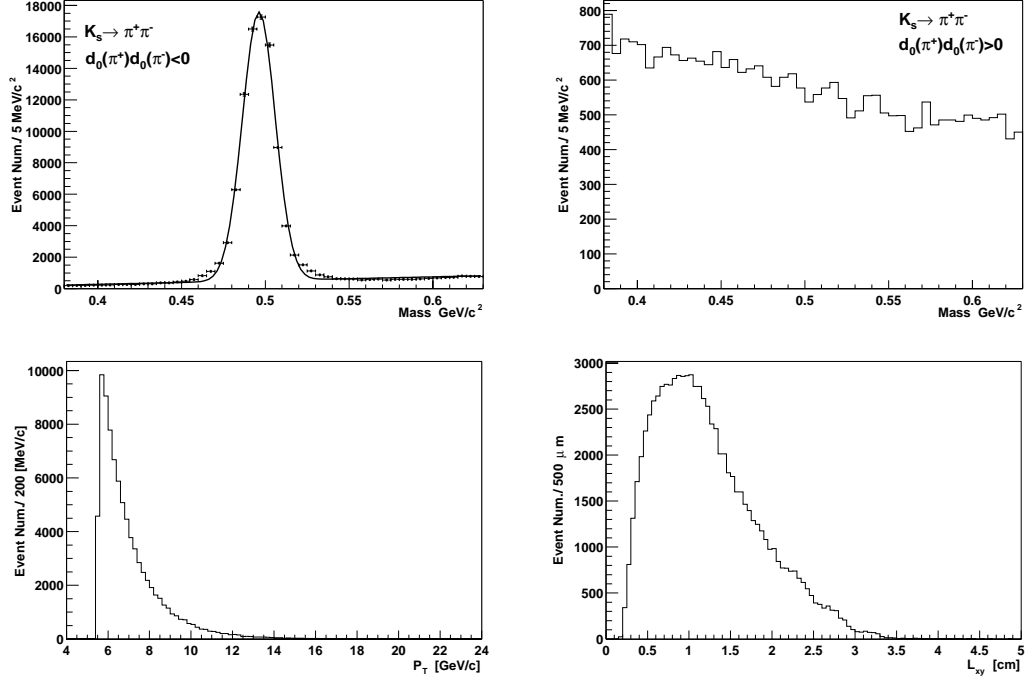 18000
16000
14000
12000
10000
8000
6000
4000
2000
0
Event Num./ 5 MeV/c²
Kₛ→ π⁺π⁻
d₀(π⁺)d₀(π⁻)<0
0.4 0.45 0.5 0.55 0.6
Mass GeV/c²
800
700
600
500
400
300
200
100
0
Event Num./ 5 MeV/c²
Kₛ→ π⁺π⁻
d₀(π⁺)d₀(π⁻)>0
0.4 0.45 0.5 0.55 0.6
Mass GeV/c²
10000
8000
6000
4000
2000
0
Event Num./ 200 [MeV/c]
4 6 8 10 12 14 16 18 20 22 24
P_T [GeV/c]
3000
2500
2000
1500
1000
500
0
Event Num./ 500 μ m
0 0.5 1 1.5 2 2.5 3 3.5 4 4.5 5
L_xy [cm]